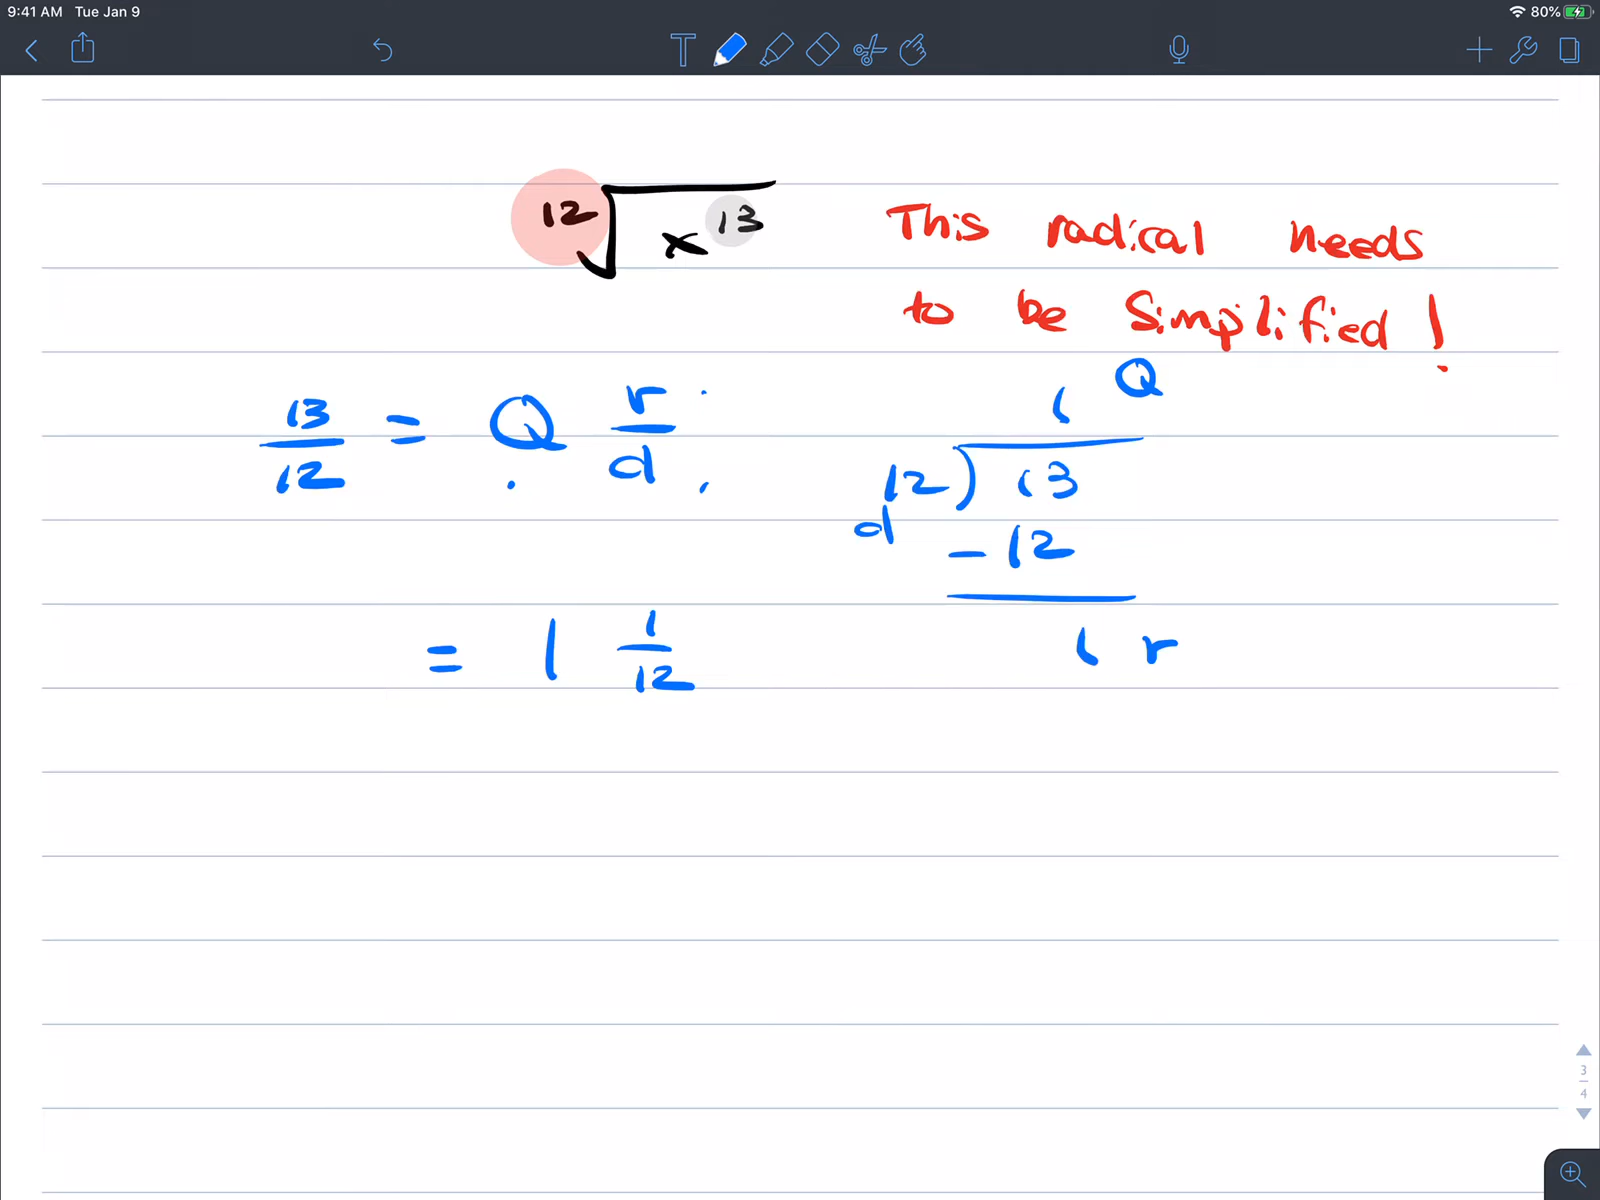 9:41 AM Tue Jan 9
80%
12√x^13
This radical needs
to be simplified!
13/12 = Q r/d
= 1 1/12
1 Q
12)13
d
-12
1 r
3
4